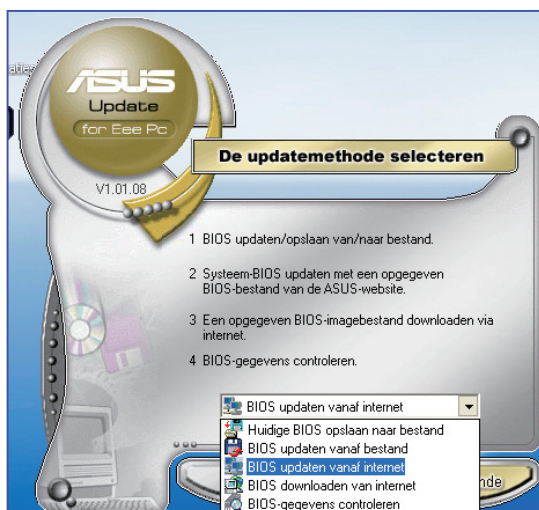 ASUS
Update
for Eee Pc
V1.01.08
De updatemethode selecteren
1 BIOS updaten/opslaan van/naar bestand.
2 Systeem-BIOS updaten met een opgegeven
BIOS-bestand van de ASUS-website.
3 Een opgegeven BIOS-imagebestand downloaden via
internet.
4 BIOS-gegevens controleren.
BIOS updaten vanaf internet
Huidige BIOS opslaan naar bestand
BIOS updaten vanaf bestand
BIOS updaten vanaf internet
BIOS downloaden van internet
BIOS-gegevens controleren